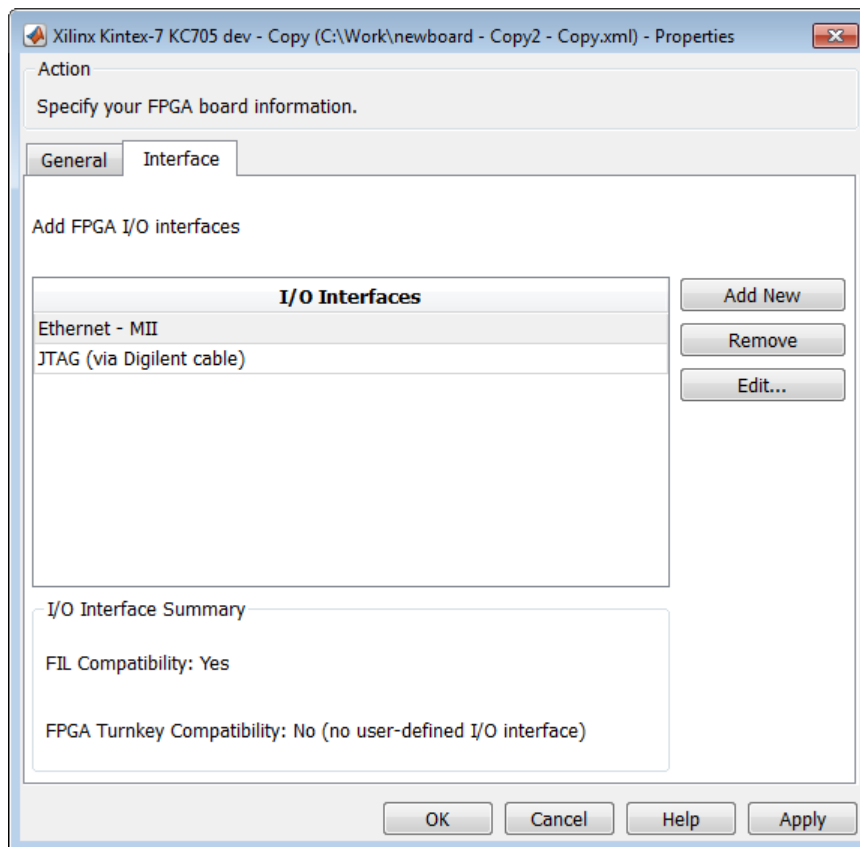 Xilinx Kintex-7 KC705 dev - Copy (C:\Work\newboard - Copy2 - Copy.xml) - Properties
Action
Specify your FPGA board information.
General Interface
Add FPGA I/O interfaces
I/O Interfaces
Ethernet - MII
JTAG (via Digilent cable)
Add New
Remove
Edit...
I/O Interface Summary
FIL Compatibility: Yes
FPGA Turnkey Compatibility: No (no user-defined I/O interface)
OK Cancel Help Apply